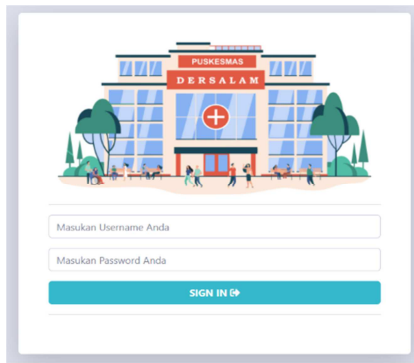 PUSKESMAS
DERSALAM
Masukan Username Anda
Masukan Password Anda
SIGN IN